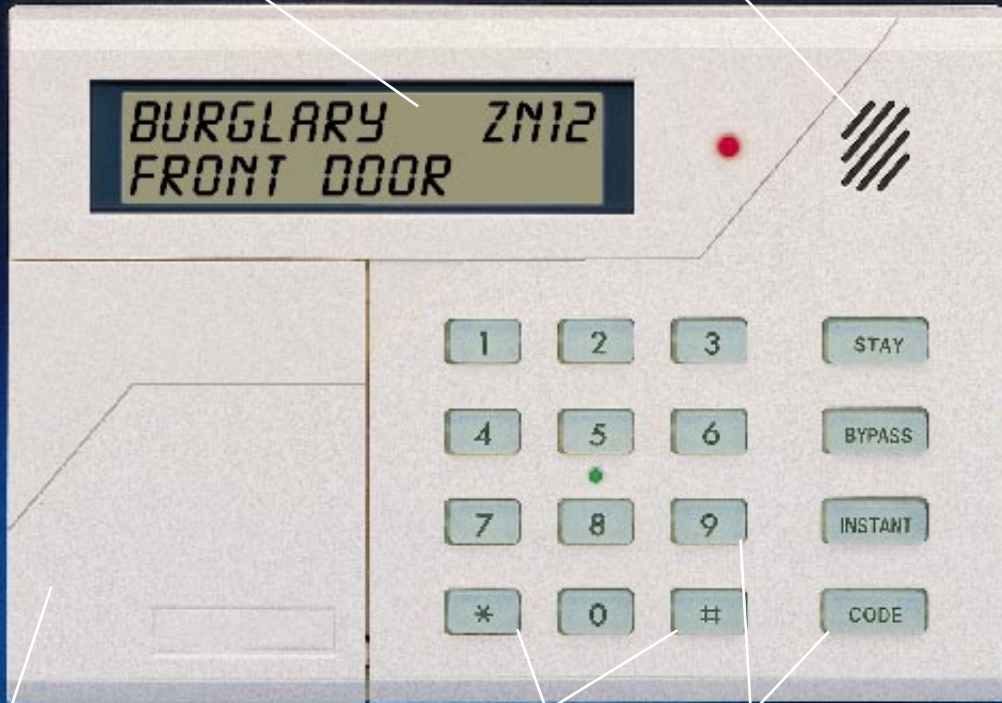 BURGLARY ZN12
FRONT DOOR
1 2 3 STAY
4 5 6 BYPASS
7 8 9 INSTANT
* 0 # CODE